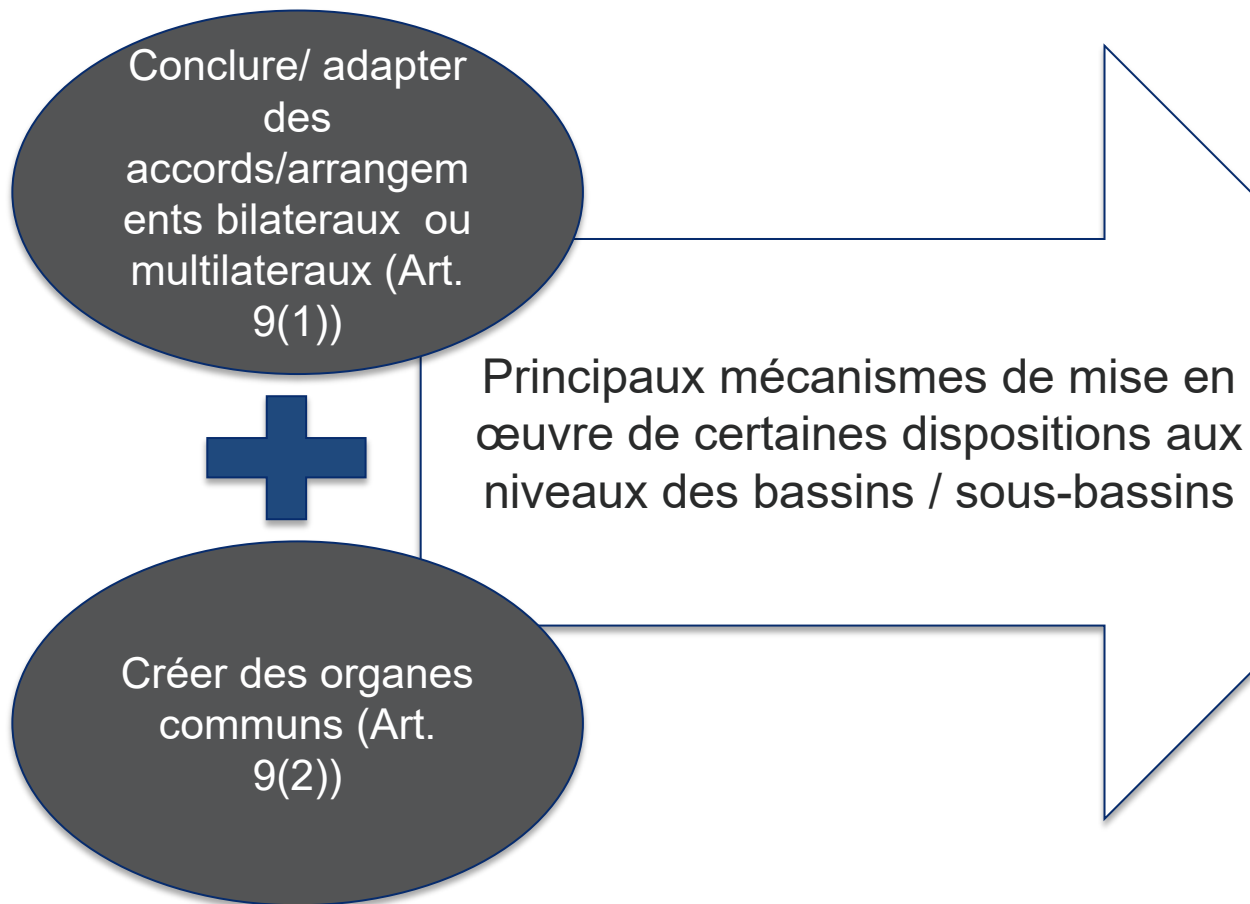 Conclure/ adapter
des
accords/arrangem
ents bilateraux ou
multilateraux (Art.
9(1))
Principaux mécanismes de mise en
œuvre de certaines dispositions aux
niveaux des bassins / sous-bassins
Créer des organes
communs (Art.
9(2))